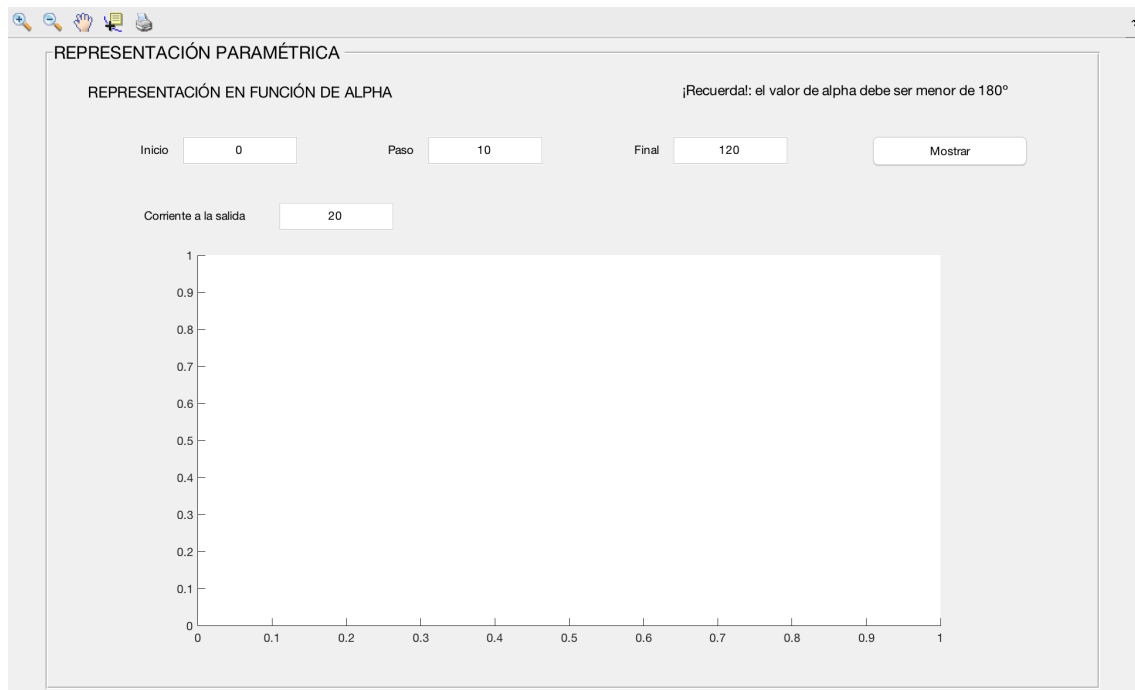 REPRESENTACIÓN PARAMÉTRICA
REPRESENTACIÓN EN FUNCIÓN DE ALPHA
¡Recuerda!: el valor de alpha debe ser menor de 180º
Inicio 0 Paso 10 Final 120 Mostrar
Corriente a la salida 20
1
0.9
0.8
0.7
0.6
0.5
0.4
0.3
0.2
0.1
0
0 0.1 0.2 0.3 0.4 0.5 0.6 0.7 0.8 0.9 1